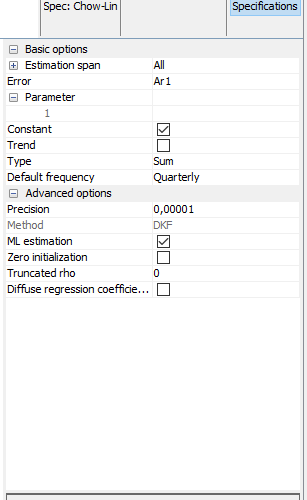 Spec: Chow-Lin Specifications
Basic options
Estimation span All
Error Ar1
Parameter
1
Constant
Trend
Type Sum
Default frequency Quarterly
Advanced options
Precision 0,00001
Method DKF
ML estimation
Zero initialization
Truncated rho 0
Diffuse regression coefficie...